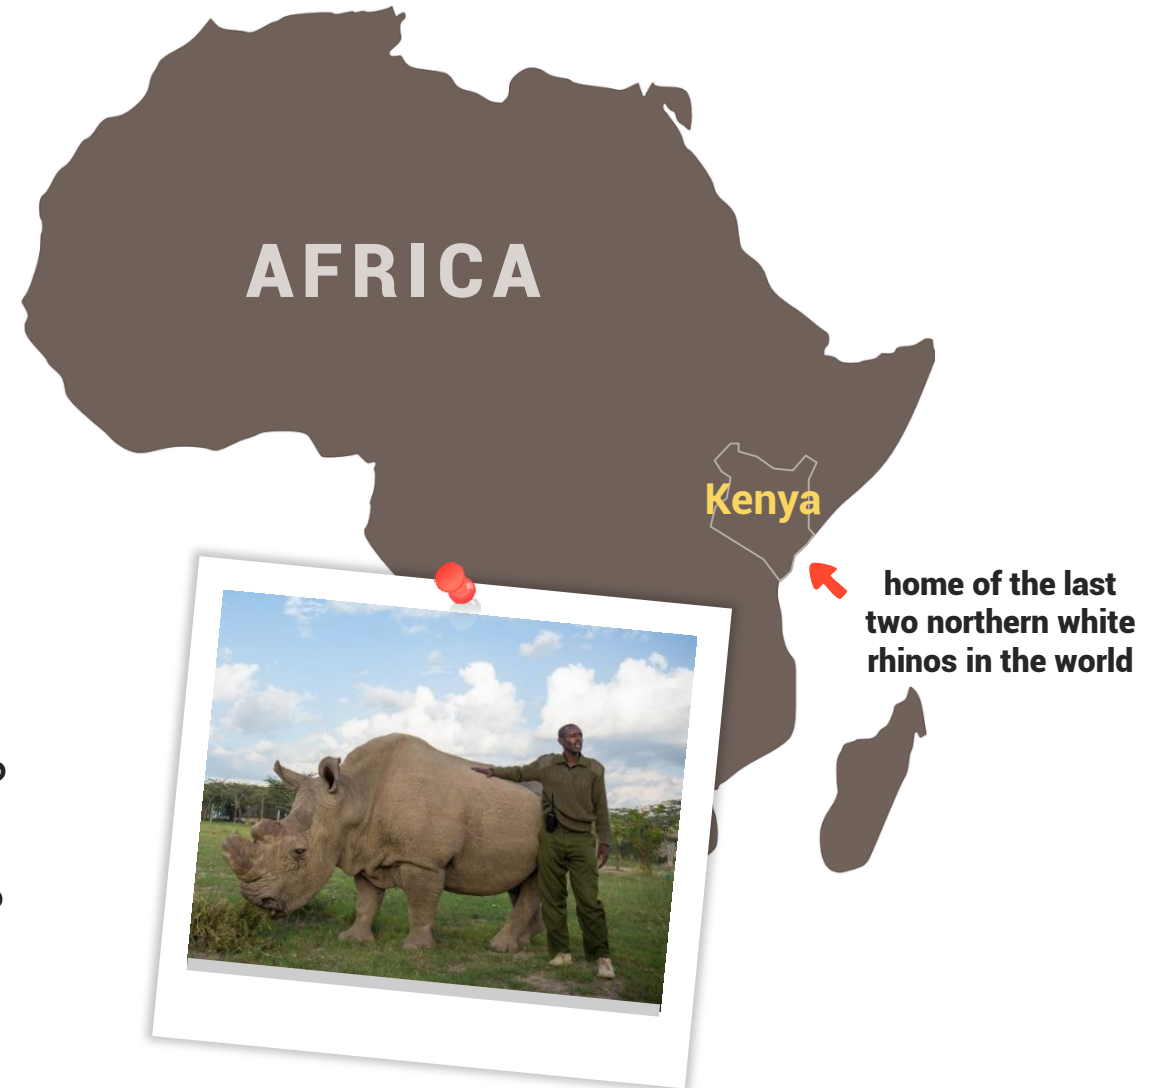 AFRICA
Kenya
home of the last
two northern white
rhinos in the world